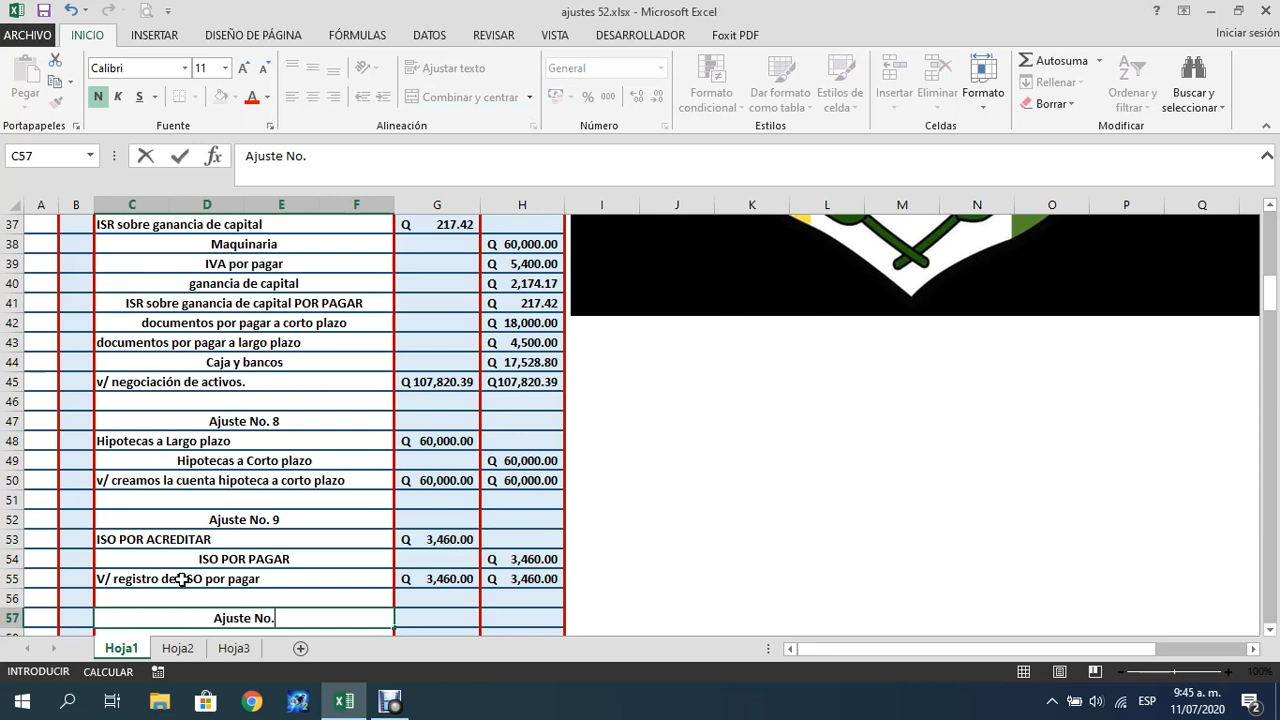 ajustes 52.xlsx - Microsoft Excel
ARCHIVO INICIO INSERTAR DISEÑO DE PÁGINA FÓRMULAS DATOS REVISAR VISTA DESARROLLADOR Foxit PDF Iniciar sesión
Calibri 11 Ajustar texto General Autosuma
Pegar N K S Combinar y centrar Formato condicional Dar formato como tabla Estilos de celda Insertar Eliminar Formato Rellenar Borrar Ordenar y filtrar Buscar y seleccionar
Portapapeles Fuente Alineación Número Estilos Celdas Modificar
C57 Ajuste No.
A B C D E F G H I J K L M N O P Q
37 ISR sobre ganancia de capital Q 217.42
38 Maquinaria Q 60,000.00
39 IVA por pagar Q 5,400.00
40 ganancia de capital Q 2,174.17
41 ISR sobre ganancia de capital POR PAGAR Q 217.42
42 documentos por pagar a corto plazo Q 18,000.00
43 documentos por pagar a largo plazo Q 4,500.00
44 Caja y bancos Q 17,528.80
45 v/ negociación de activos. Q 107,820.39 Q107,820.39
46
47 Ajuste No. 8
48 Hipotecas a Largo plazo Q 60,000.00
49 Hipotecas a Corto plazo Q 60,000.00
50 v/ creamos la cuenta hipoteca a corto plazo Q 60,000.00 Q 60,000.00
51
52 Ajuste No. 9
53 ISO POR ACREDITAR Q 3,460.00
54 ISO POR PAGAR Q 3,460.00
55 V/ registro de ISO por pagar Q 3,460.00 Q 3,460.00
56
57 Ajuste No.
Hoja1 Hoja2 Hoja3
INTRODUCIR CALCULAR 100%
ESP 9:45 a. m.
11/07/2020 2